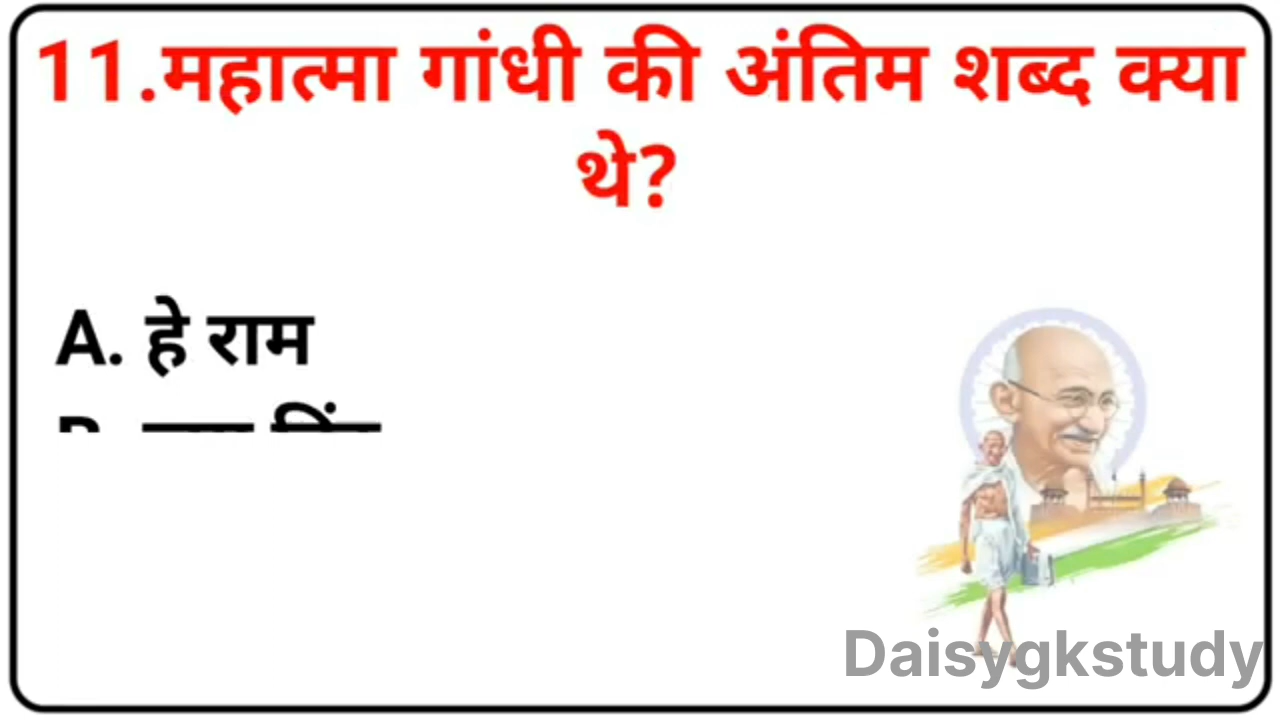 11.महात्मा गांधी की अंतिम शब्द क्या
थे?
A. हे राम
Daisygkstudy